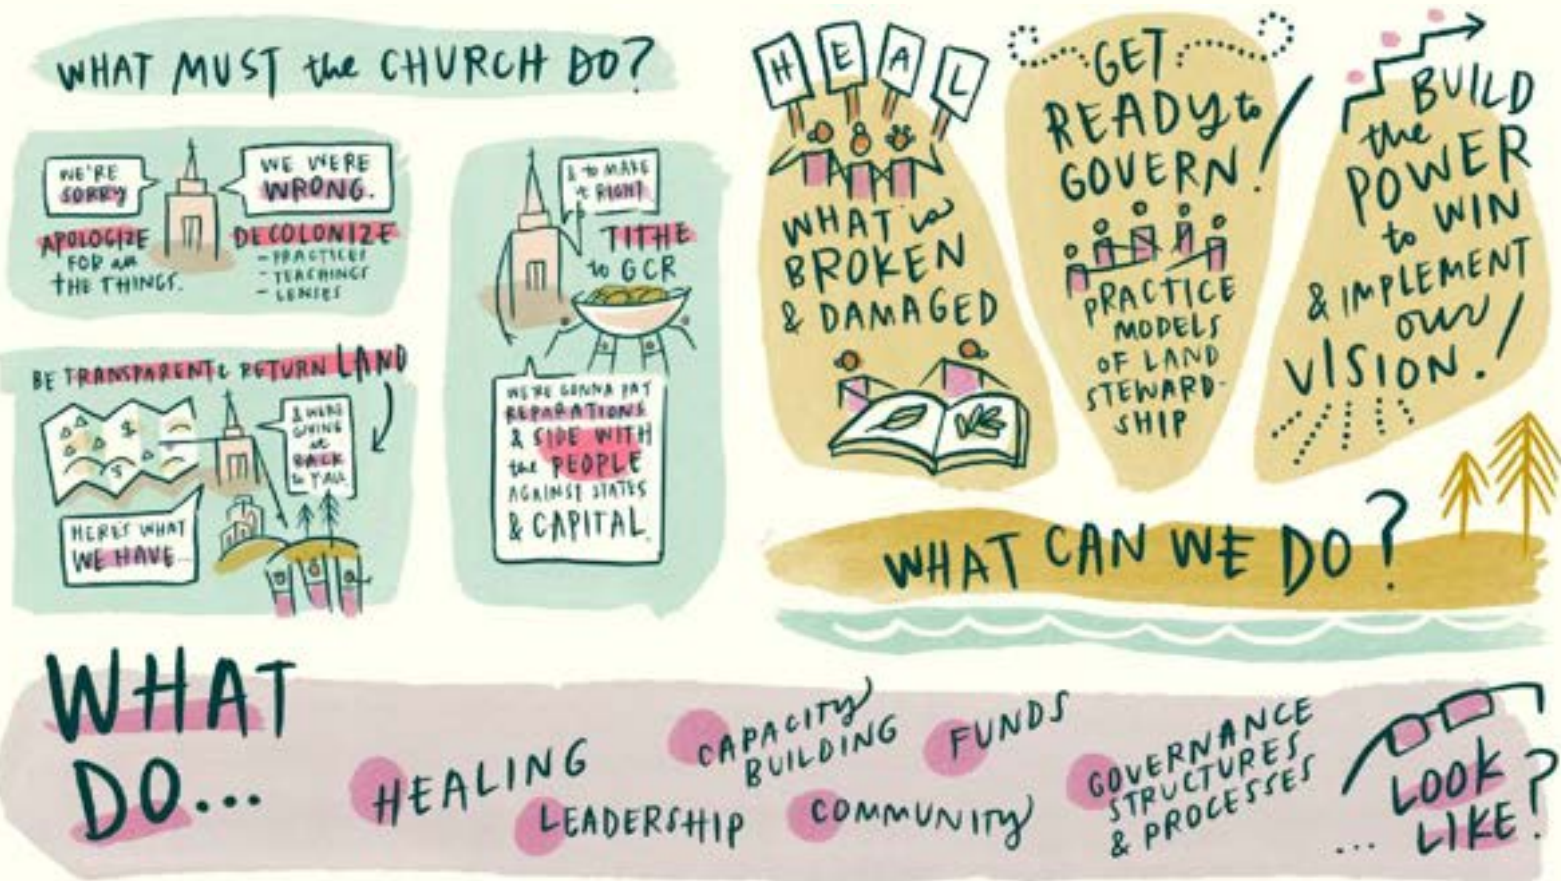 WHAT MUST the CHURCH DO?
WE'RE
SORRY
WE WERE
WRONG.
APOLOGIZE
FOR all
THE THINGS.
DECOLONIZE
- PRACTICES
- TEACHINGS
- LENSES
& to MAKE
it RIGHT
TITHE
to GCR
WE'RE GONNA PAY
REPARATIONS
& SIDE WITH
the PEOPLE
AGAINST STATES
& CAPITAL.
BE TRANSPARENT & RETURN LAND
& WE'RE
GIVING
it
BACK
to Y'ALL
HERE'S WHAT
WE HAVE...
HEAL
WHAT is
BROKEN
& DAMAGED
GET
READY to
GOVERN!
PRACTICE
MODELS
OF LAND
STEWARD-
SHIP
BUILD
the
POWER
to WIN
& IMPLEMENT
our
VISION!
WHAT CAN WE DO?
WHAT
DO...
HEALING
LEADERSHIP
CAPACITY
BUILDING
COMMUNITY
FUNDS
GOVERNANCE
STRUCTURES
& PROCESSES
... LOOK
LIKE?